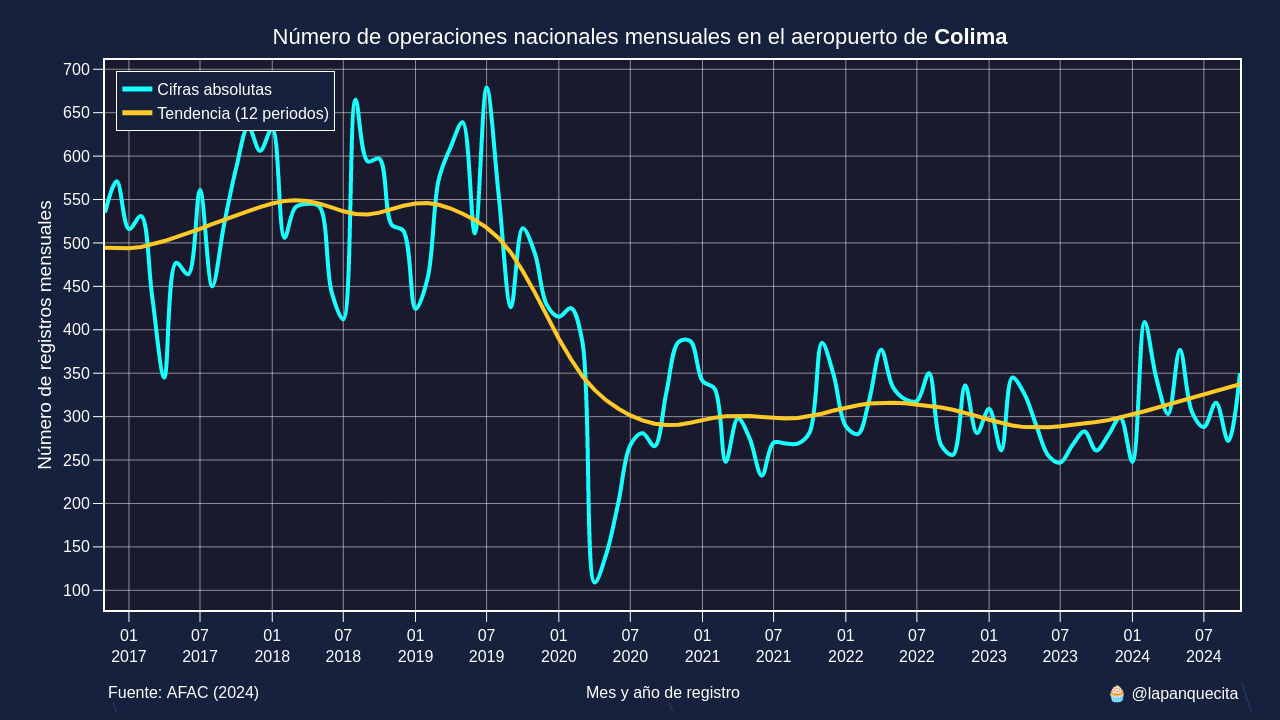 Número de operaciones nacionales mensuales en el aeropuerto de Colima
Cifras absolutas
Tendencia (12 periodos)
Número de registros mensuales
700
650
600
550
500
450
400
350
300
250
200
150
100
01 07 01 07 01 07 01 07 01 07 01 07 01 07 01 07
2017 2017 2018 2018 2019 2019 2020 2020 2021 2021 2022 2022 2023 2023 2024 2024
Fuente: AFAC (2024) Mes y año de registro 🧁 @lapanquecita